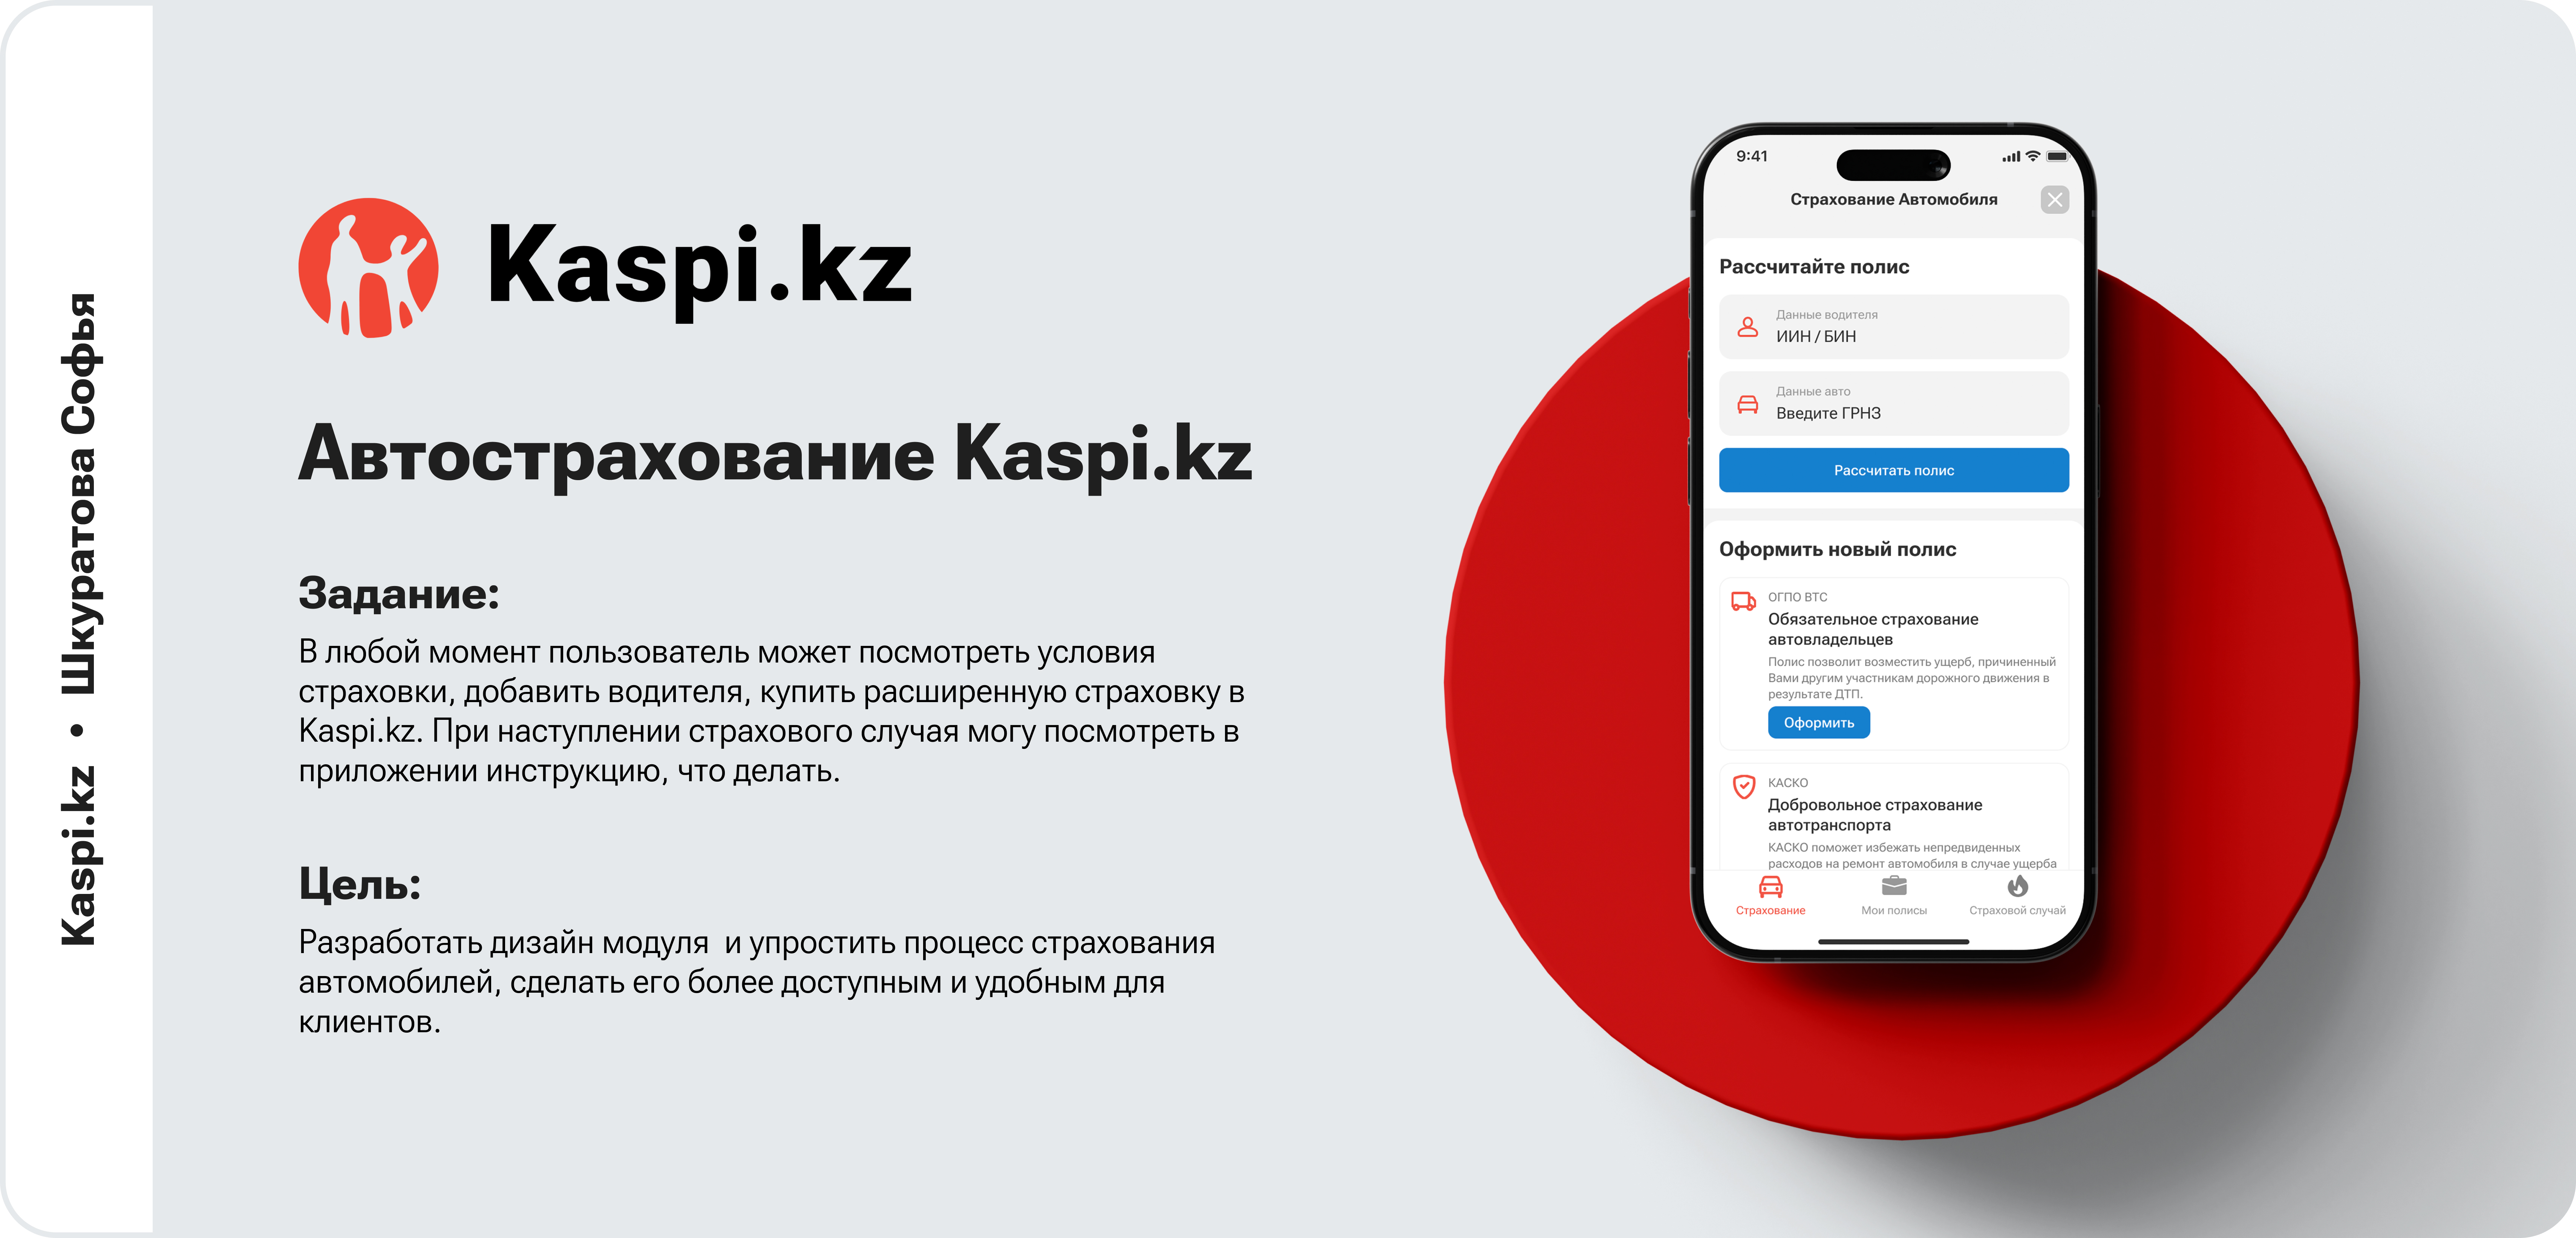 Kaspi.kz • Шкуратова Софья
Kaspi.kz
Автострахование Kaspi.kz
Задание:
В любой момент пользователь может посмотреть условия
страховки, добавить водителя, купить расширенную страховку в
Kaspi.kz. При наступлении страхового случая могу посмотреть в
приложении инструкцию, что делать.
Цель:
Разработать дизайн модуля  и упростить процесс страхования
автомобилей, сделать его более доступным и удобным для
клиентов.
9:41
Страхование Автомобиля
Рассчитайте полис
Данные водителя
ИИН / БИН
Данные авто
Введите ГРНЗ
Рассчитать полис
Оформить новый полис
ОГПО ВТС
Обязательное страхование
автовладельцев
Полис позволит возместить ущерб, причиненный
Вами другим участникам дорожного движения в
результате ДТП.
Оформить
КАСКО
Добровольное страхование
автотранспорта
КАСКО поможет избежать непредвиденных
расходов на ремонт автомобиля в случае ущерба
Страхование
Мои полисы
Страховой случай